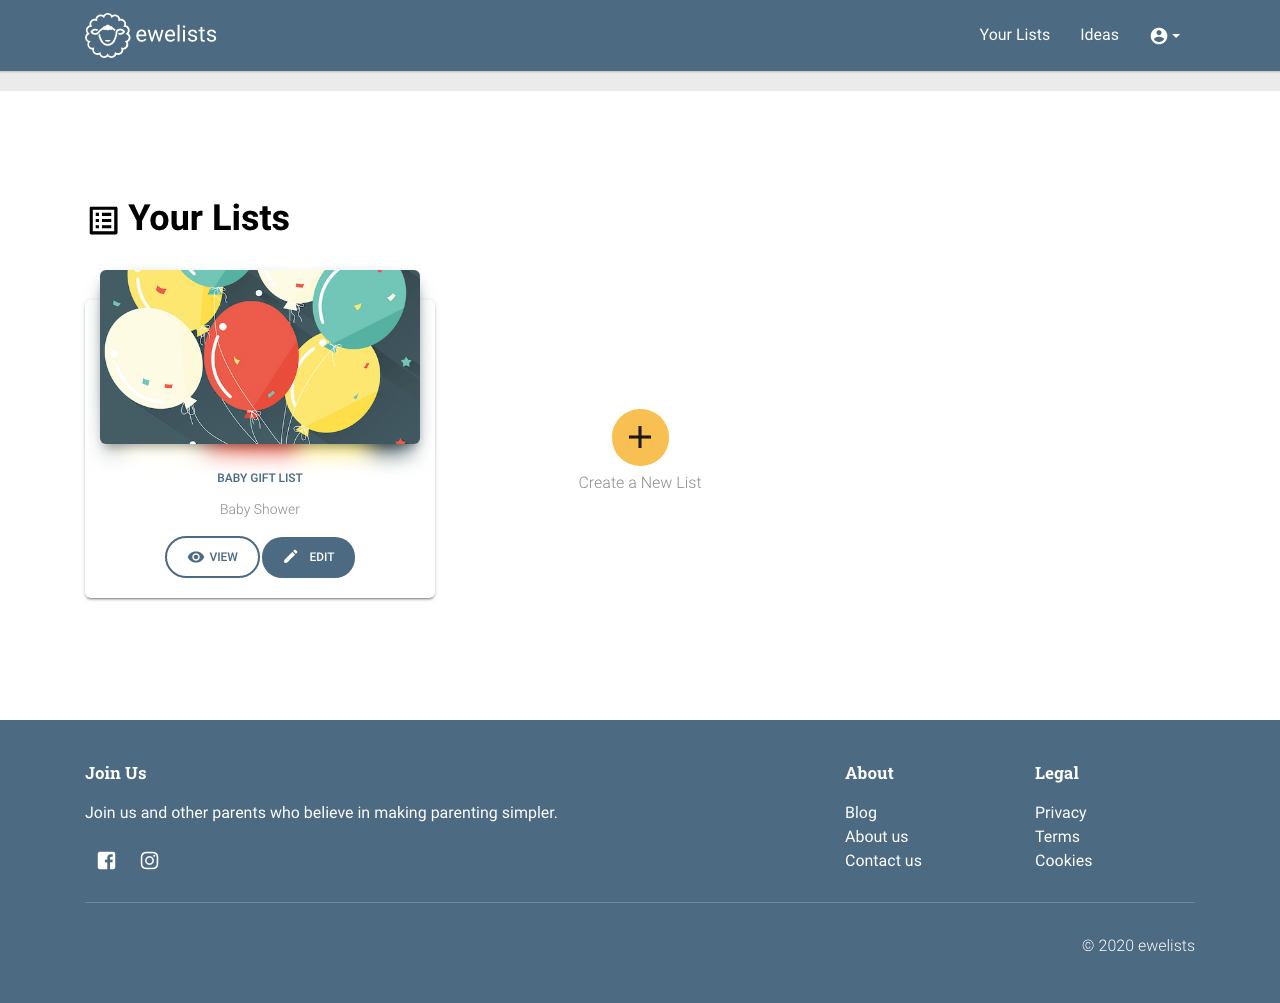 ewelists
Your Lists
Ideas
Your Lists
BABY GIFT LIST
Baby Shower
VIEW
EDIT
Create a New List
Join Us
Join us and other parents who believe in making parenting simpler.
About
Blog
About us
Contact us
Legal
Privacy
Terms
Cookies
© 2020 ewelists